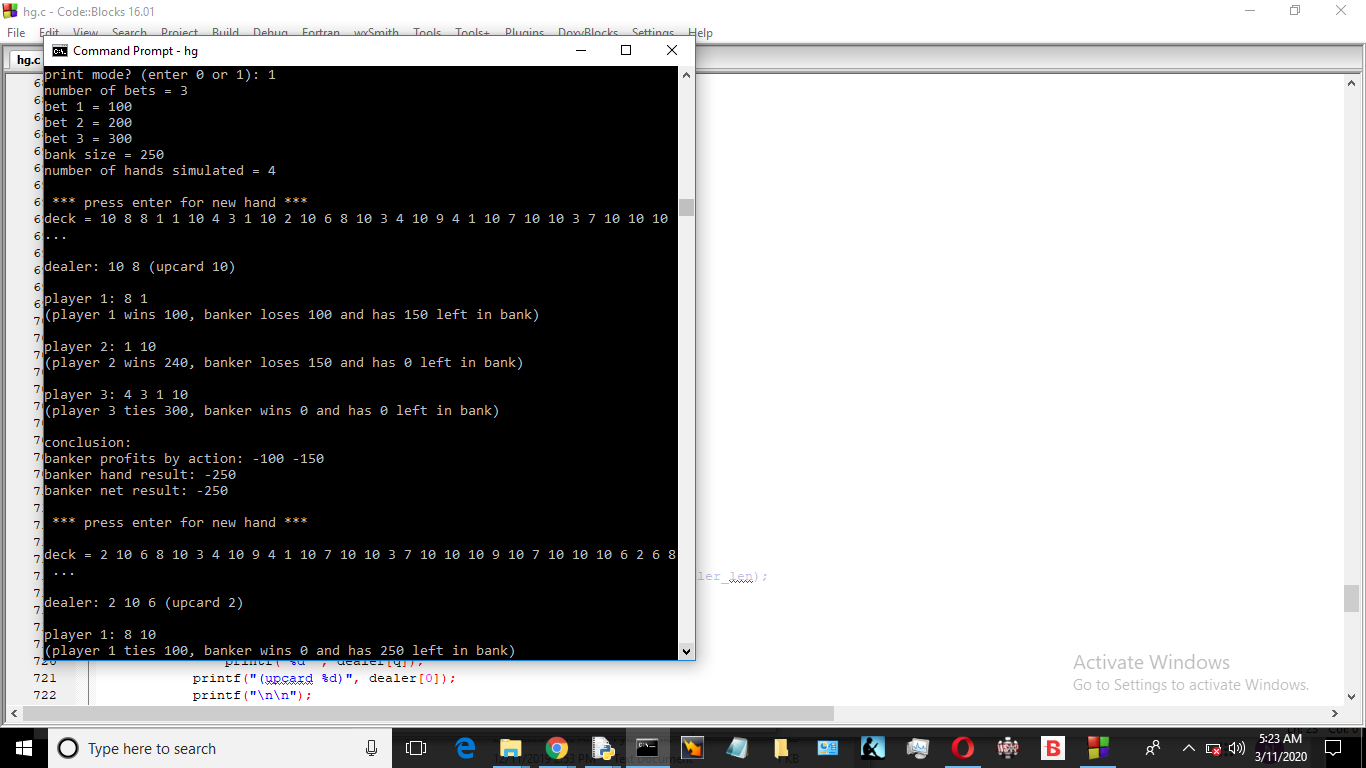 hg.c - Code::Blocks 16.01
File Edit View Search Project Build Debug Fortran wxSmith Tools Tools+ Plugins DoxyBlocks Settings Help
hg.c
Command Prompt - hg
print mode? (enter 0 or 1): 1
number of bets = 3
bet 1 = 100
bet 2 = 200
bet 3 = 300
bank size = 250
number of hands simulated = 4
*** press enter for new hand ***
deck = 10 8 8 1 1 10 4 3 1 10 2 10 6 8 10 3 4 10 9 4 1 10 7 10 10 3 7 10 10 10
...
dealer: 10 8 (upcard 10)
player 1: 8 1
(player 1 wins 100, banker loses 100 and has 150 left in bank)
player 2: 1 10
(player 2 wins 240, banker loses 150 and has 0 left in bank)
player 3: 4 3 1 10
(player 3 ties 300, banker wins 0 and has 0 left in bank)
conclusion:
banker profits by action: -100 -150
banker hand result: -250
banker net result: -250
*** press enter for new hand ***
deck = 2 10 6 8 10 3 4 10 9 4 1 10 7 10 10 3 7 10 10 10 9 10 7 10 10 10 6 2 6 8
...
ler_len);
dealer: 2 10 6 (upcard 2)
player 1: 8 10
(player 1 ties 100, banker wins 0 and has 250 left in bank)
720 printf("%d ", dealer[q]);
721 printf("(upcard %d)", dealer[0]);
722 printf("\n\n");
Activate Windows
Go to Settings to activate Windows.
Type here to search
5:23 AM
3/11/2020